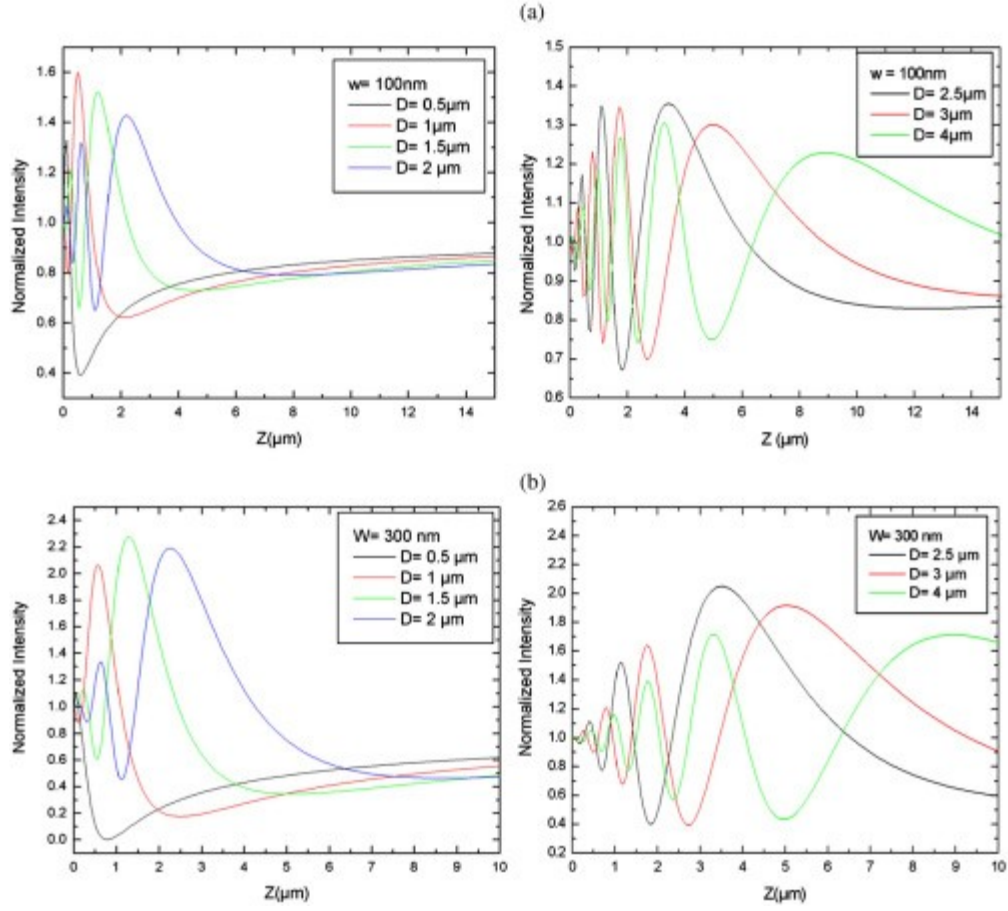 (a)
w= 100nm
D= 0.5µm
D= 1µm
D= 1.5µm
D= 2 µm
Normalized Intensity
1.6
1.4
1.2
1.0
0.8
0.6
0.4
0 2 4 6 8 10 12 14
Z(µm)
w = 100nm
D= 2.5µm
D= 3µm
D= 4µm
Normalized Intensity
1.5
1.4
1.3
1.2
1.1
1.0
0.9
0.8
0.7
0.6
0 2 4 6 8 10 12 14
Z (µm)
(b)
W= 300 nm
D= 0.5 µm
D= 1 µm
D= 1.5 µm
D= 2 µm
Normalized Intensity
2.4
2.2
2.0
1.8
1.6
1.4
1.2
1.0
0.8
0.6
0.4
0.2
0.0
0 1 2 3 4 5 6 7 8 9 10
Z(µm)
W= 300 nm
D= 2.5 µm
D= 3 µm
D= 4 µm
Normalized Intensity
2.6
2.4
2.2
2.0
1.8
1.6
1.4
1.2
1.0
0.8
0.6
0.4
0.2
0 1 2 3 4 5 6 7 8 9 10
Z(µm)